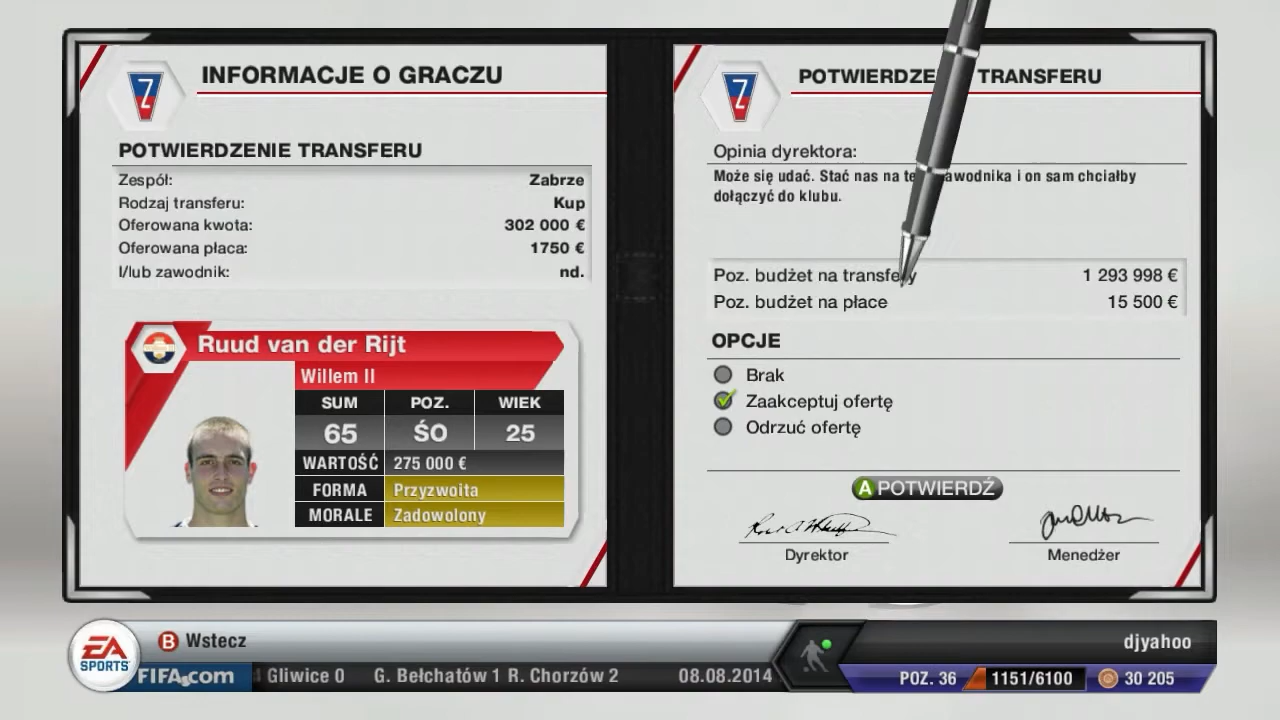 INFORMACJE O GRACZU
POTWIERDZENIE TRANSFERU
Zespół: Zabrze
Rodzaj transferu: Kup
Oferowana kwota: 302 000 €
Oferowana płaca: 1750 €
I/lub zawodnik: nd.
Ruud van der Rijt
Willem II
SUM POZ. WIEK
65 ŚO 25
WARTOŚĆ 275 000 €
FORMA Przyzwoita
MORALE Zadowolony
TRANSFERU
Opinia dyrektora:
Może się udać. Stać nas na i on sam chciałby
dołączyć do klubu.
Poz. budżet na transfery 1 293 998 €
Poz. budżet na płace 15 500 €
OPCJE
Brak
Zaakceptuj ofertę
Odrzuć ofertę
A POTWIERDŹ
Dyrektor Menedżer
EA SPORTS
B Wstecz
djyahoo
FIFA.com Gliwice 0 G. Bełchatów 1 R. Chorzów 2 08.08.2014
POZ. 36 1151/6100 30 205